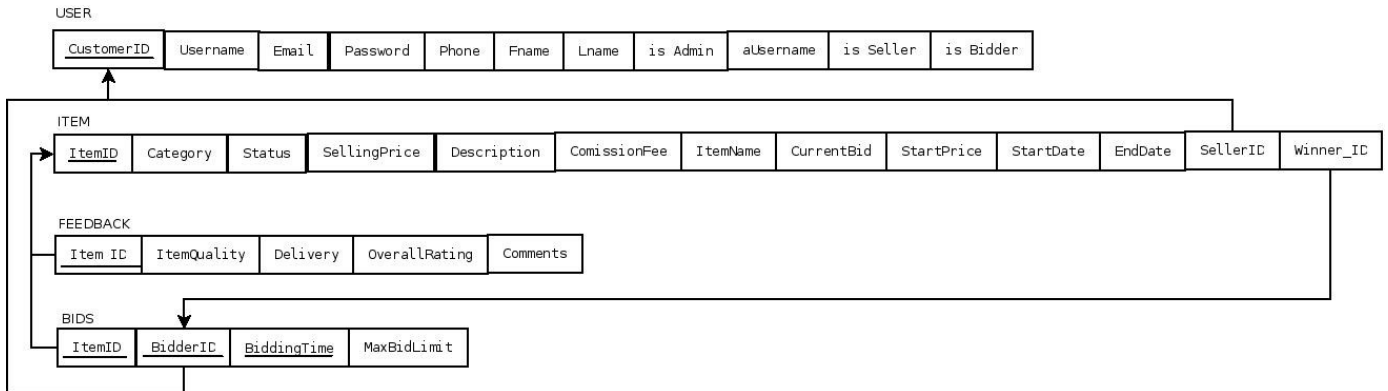 USER
CustomerID Username Email Password Phone Fname Lname is Admin aUsername is Seller is Bidder
ITEM
ItemID Category Status SellingPrice Description ComissionFee ItemName CurrentBid StartPrice StartDate EndDate SellerID Winner_ID
FEEDBACK
Item ID ItemQuality Delivery OverallRating Comments
BIDS
ItemID BidderID BiddingTime MaxBidLimit